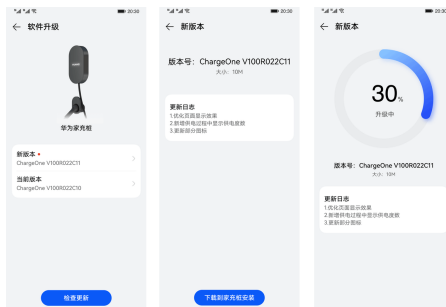 20:30
软件升级
华为家充桩
新版本
ChargeOne V100R022C11
当前版本
ChargeOne V100R022C10
检查更新
20:30
新版本
版本号：ChargeOne V100R022C11
大小：10M
更新日志
1.优化页面显示效果
2.新增供电过程中显示供电度数
3.更新部分图标
下载到家充桩安装
20:30
新版本
30%
升级中
版本号：ChargeOne V100R022C11
大小：10M
更新日志
1.优化页面显示效果
2.新增供电过程中显示供电度数
3.更新部分图标